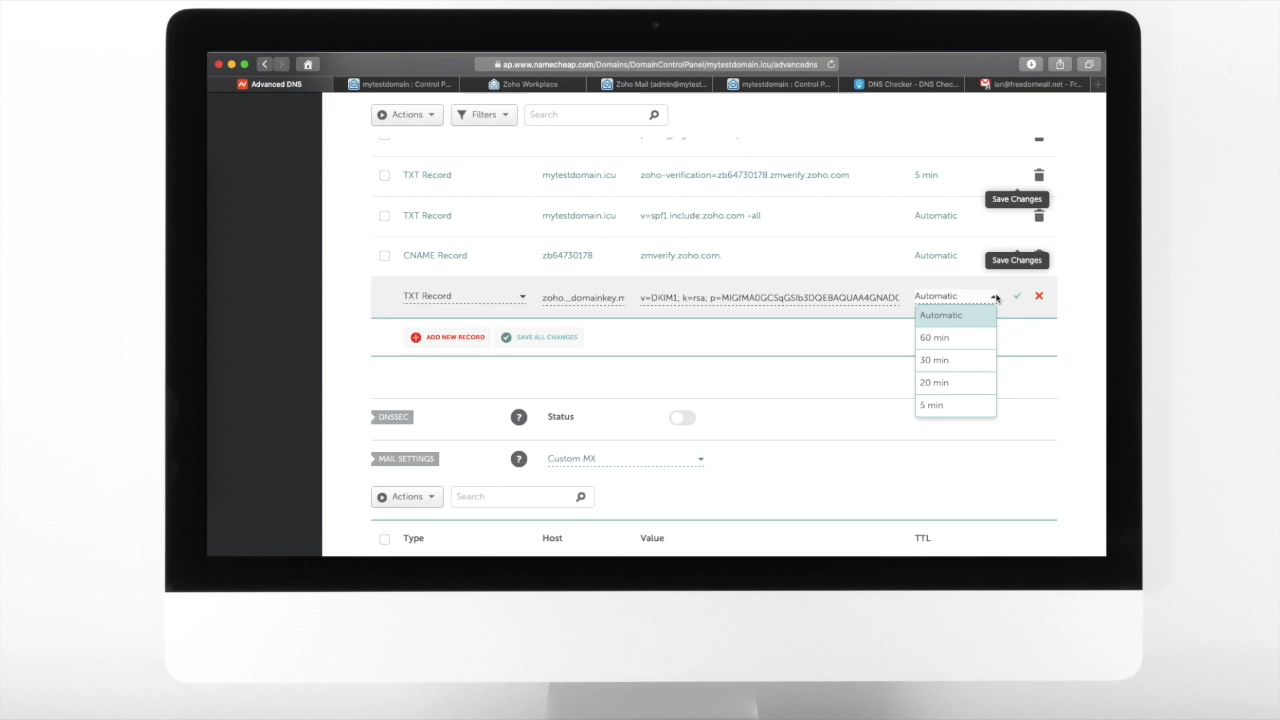 ap.www.namecheap.com/Domains/DomainControlPanel/mytestdomain.icu/advancedns
Advanced DNS
mytestdomain : Control P...
Zoho Workplace
Zoho Mail (admin@mytest...
mytestdomain : Control P...
DNS Checker - DNS Chec...
ian@freedomwall.net - Fr...
Actions
Filters
Search
TXT Record mytestdomain.icu zoho-verification=zb64730178.zmverify.zoho.com 5 min
Save Changes
TXT Record mytestdomain.icu v=spf1 include:zoho.com -all Automatic
CNAME Record zb64730178 zmverify.zoho.com. Automatic
Save Changes
TXT Record zoho._domainkey.m v=DKIM1; k=rsa; p=MIGfMA0GCSqGSIb3DQEBAQUAA4GNADC Automatic
Automatic
60 min
30 min
20 min
5 min
ADD NEW RECORD
SAVE ALL CHANGES
DNSSEC ? Status
MAIL SETTINGS ? Custom MX
Actions
Search
Type Host Value TTL